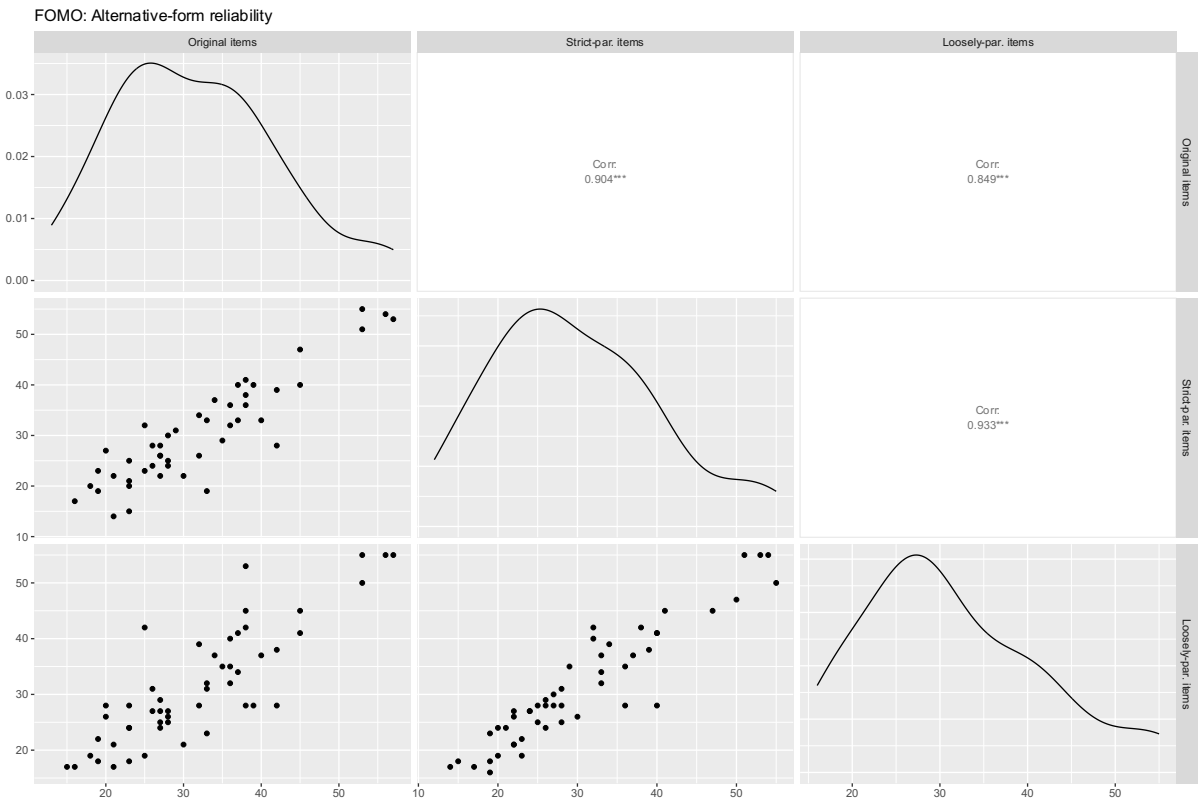 FOMO: Alternative-form reliability
Original items
Strict-par. items
Loosely-par. items
0.03
0.02
0.01
0.00
Corr:
0.904***
Corr:
0.849***
Original items
50
40
30
20
10
Corr:
0.933***
Strict-par. items
50
40
30
20
Loosely-par. items
20 30 40 50
10 20 30 40 50
20 30 40 50